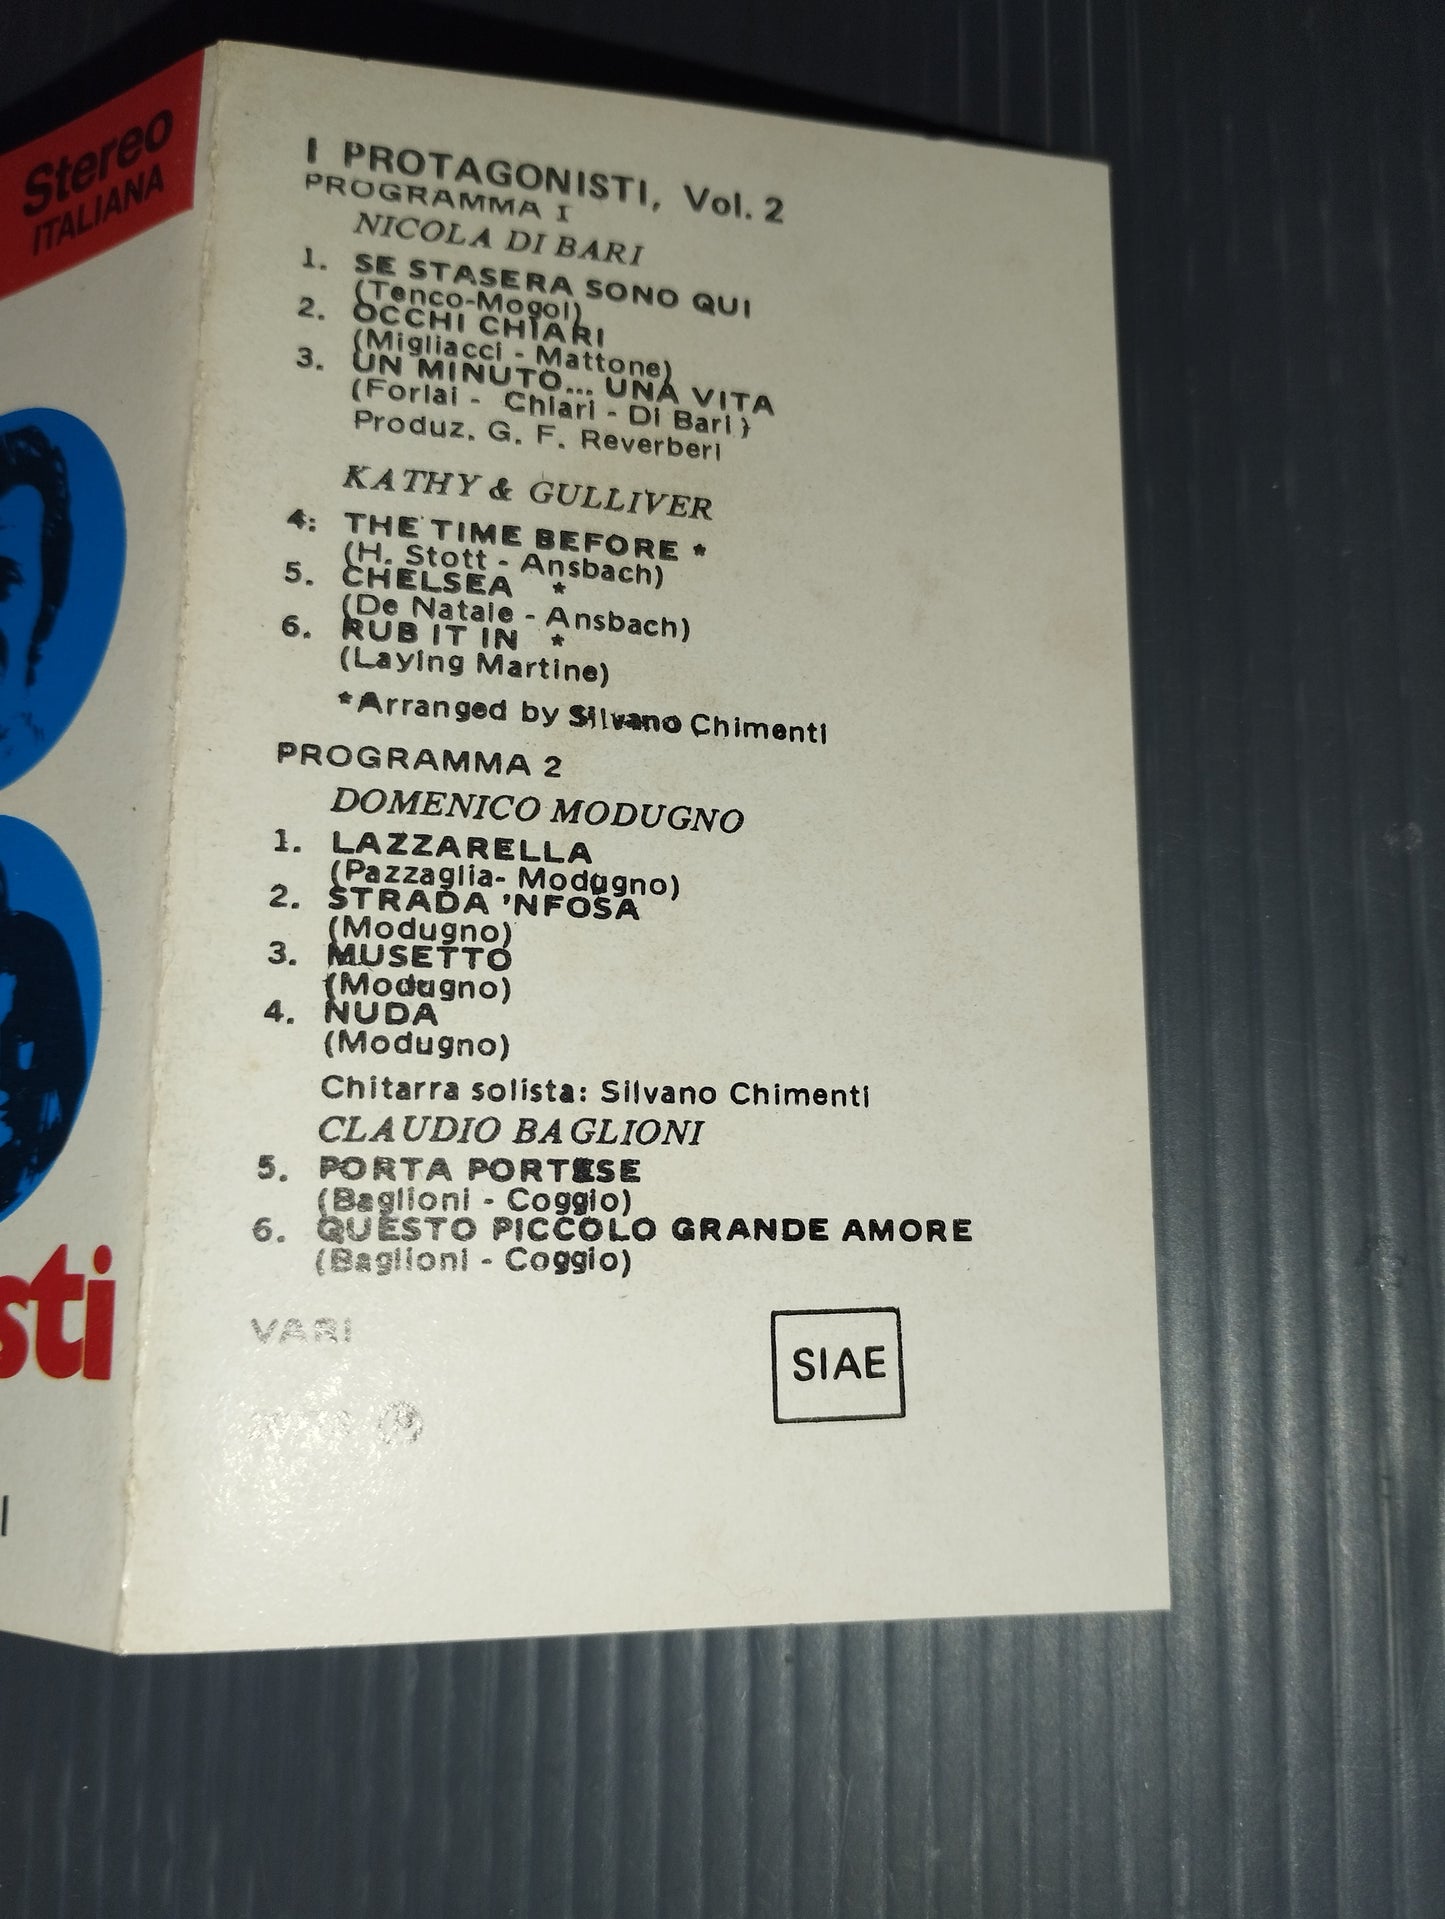 Stereo
ITALIANA
sti
I PROTAGONISTI, Vol. 2
PROGRAMMA I
NICOLA DI BARI
1. SE STASERA SONO QUI
(Tenco-Mogol)
2. OCCHI CHIARI
(Migliacci - Mattone)
3. UN MINUTO... UNA VITA
(Forlai - Chiari - Di Bari)
Produz. G. F. Reverberi
KATHY & GULLIVER
4: THE TIME BEFORE *
(H. Stott - Ansbach)
5. CHELSEA *
(De Natale - Ansbach)
6. RUB IT IN *
(Laying Martine)
*Arranged by Silvano Chimenti
PROGRAMMA 2
DOMENICO MODUGNO
1. LAZZARELLA
(Pazzaglia- Modugno)
2. STRADA 'NFOSA
(Modugno)
3. MUSETTO
(Modugno)
4. NUDA
(Modugno)
Chitarra solista: Silvano Chimenti
CLAUDIO BAGLIONI
5. PORTA PORTESE
(Baglioni - Coggio)
6. QUESTO PICCOLO GRANDE AMORE
(Baglioni - Coggio)
VARI
SIAE